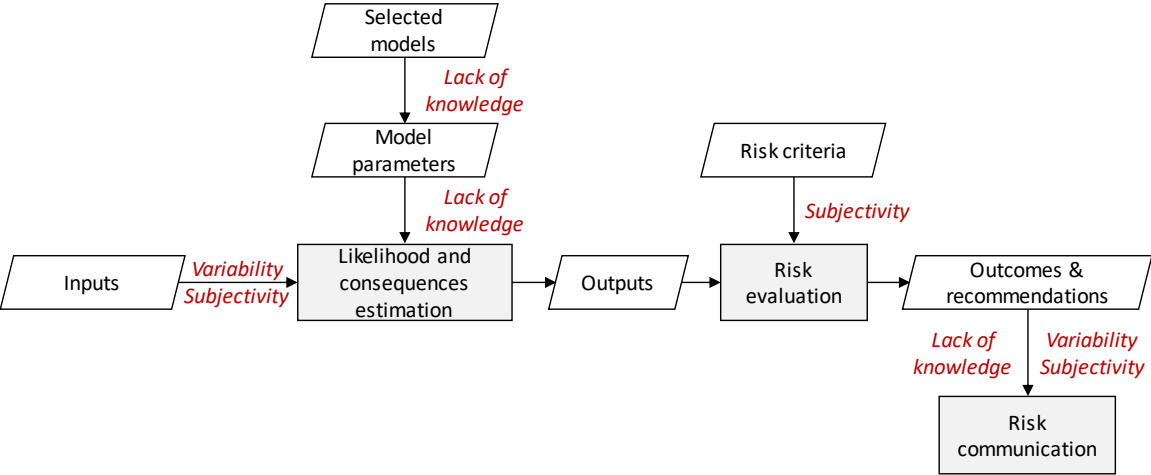 Selected
models
Lack of
knowledge
Model
parameters
Lack of
knowledge
Risk criteria
Subjectivity
Inputs
Variability
Subjectivity
Likelihood and
consequences
estimation
Outputs
Risk
evaluation
Outcomes &
recommendations
Lack of
knowledge
Variability
Subjectivity
Risk
communication